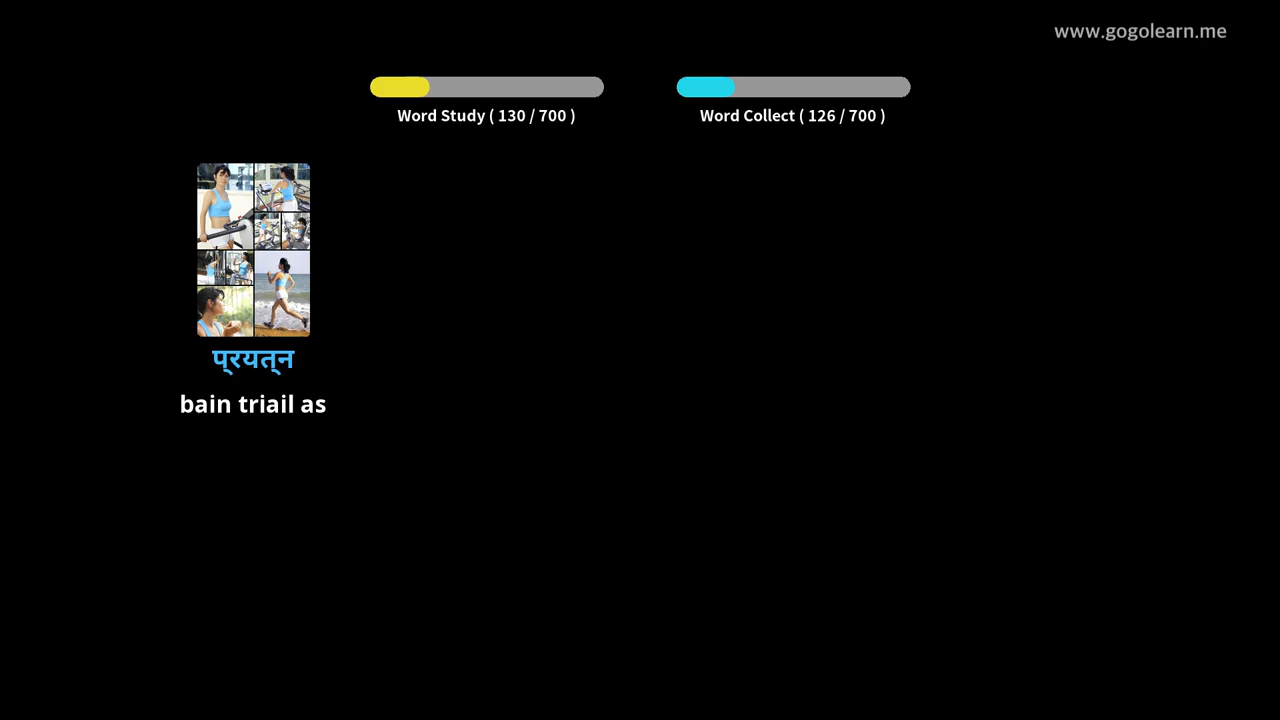 www.gogolearn.me
Word Study ( 130 / 700 )
Word Collect ( 126 / 700 )
प्रयत्न
bain triail as